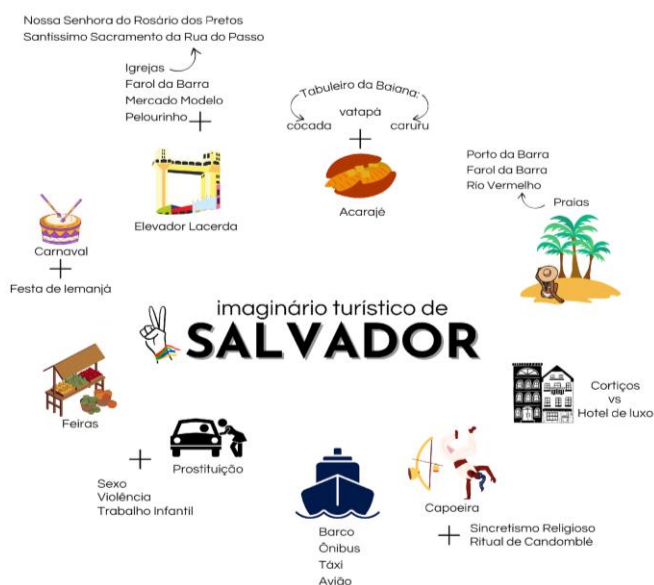 Nossa Senhora do Rosário dos Pretos
Santissimo Sacramento da Rua do Passo
Igrejas
Farol da Barra
Mercado Modelo
Pelourinho
+
Elevador Lacerda
Tabuleiro da Baiana:
vatapá
cocada
caruru
+
Acarajé
Porto da Barra
Farol da Barra
Rio Vermelho
Praias
Carnaval
+
Festa de Iemanjá
imaginário turístico de
SALVADOR
Feiras
Cortiços
vs
Hotel de luxo
Prostituição
+
Sexo
Violência
Trabalho Infantil
Barco
Ônibus
Táxi
Avião
Capoeira
+
Sincretismo Religioso
Ritual de Candomblé